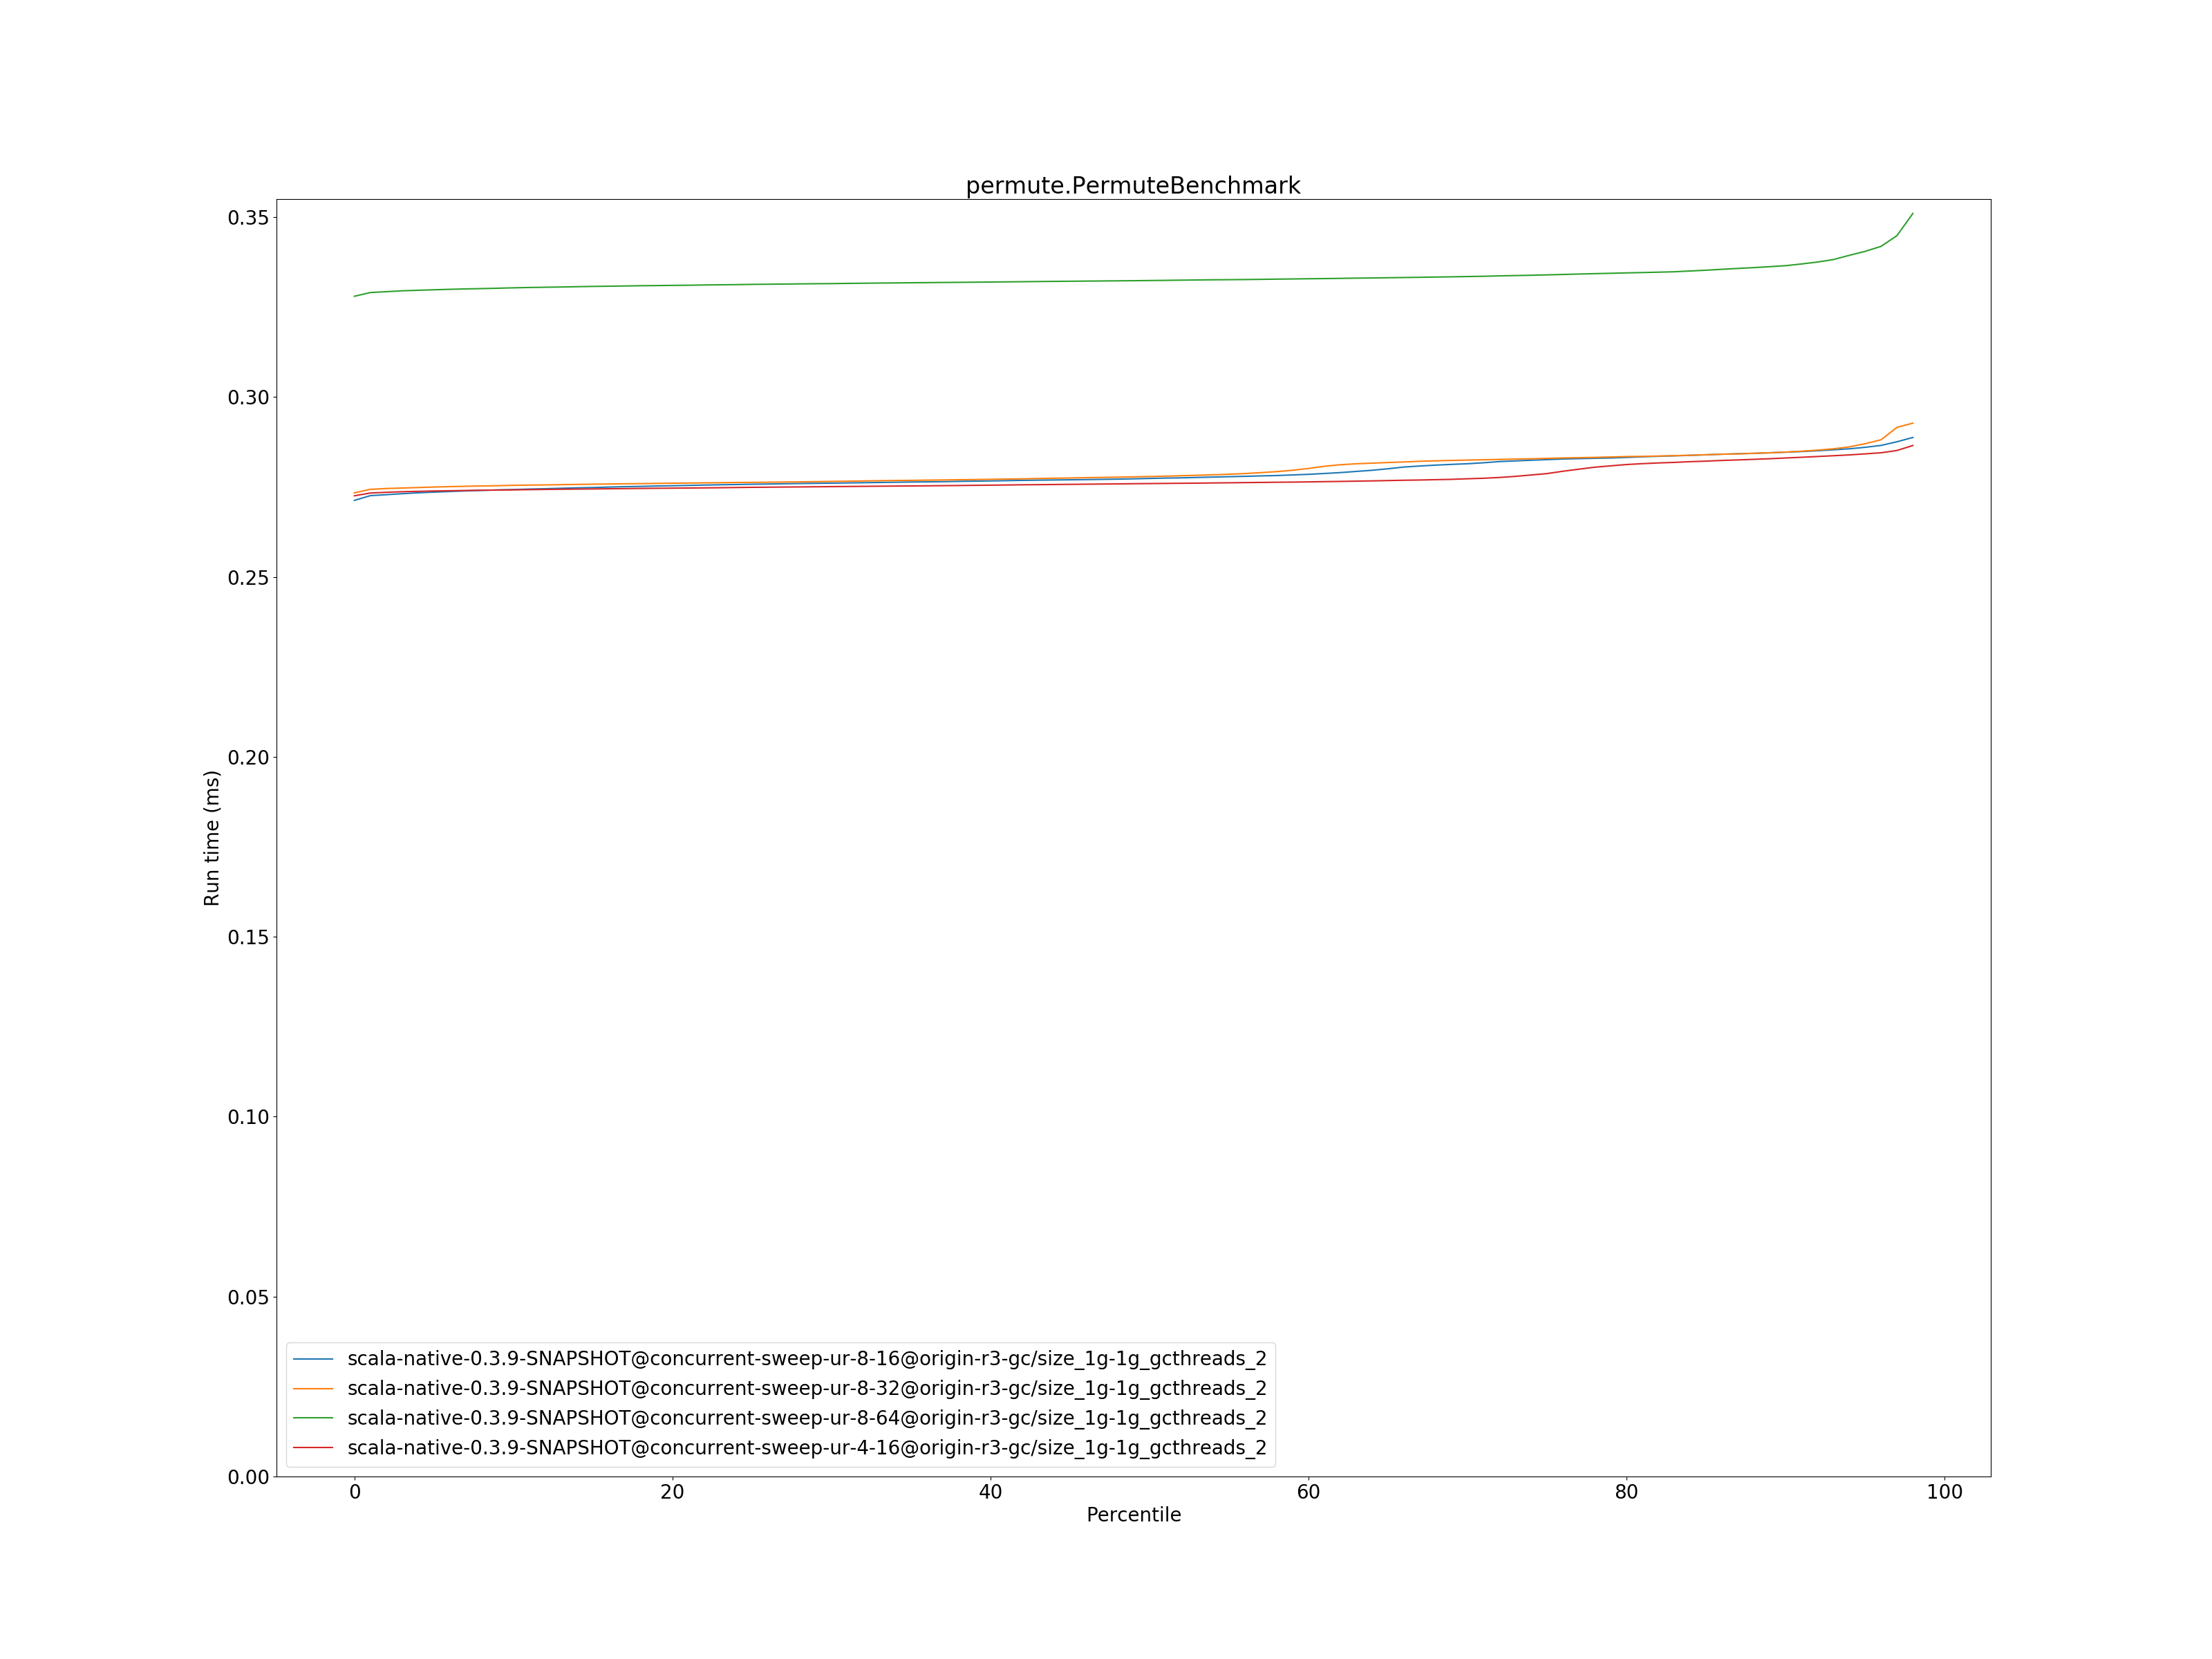 permute.PermuteBenchmark
0.35
0.30
0.25
0.20
0.15
0.10
0.05
0.00
Run time (ms)
scala-native-0.3.9-SNAPSHOT@concurrent-sweep-ur-8-16@origin-r3-gc/size_1g-1g_gcthreads_2
scala-native-0.3.9-SNAPSHOT@concurrent-sweep-ur-8-32@origin-r3-gc/size_1g-1g_gcthreads_2
scala-native-0.3.9-SNAPSHOT@concurrent-sweep-ur-8-64@origin-r3-gc/size_1g-1g_gcthreads_2
scala-native-0.3.9-SNAPSHOT@concurrent-sweep-ur-4-16@origin-r3-gc/size_1g-1g_gcthreads_2
0 20 40 60 80 100
Percentile